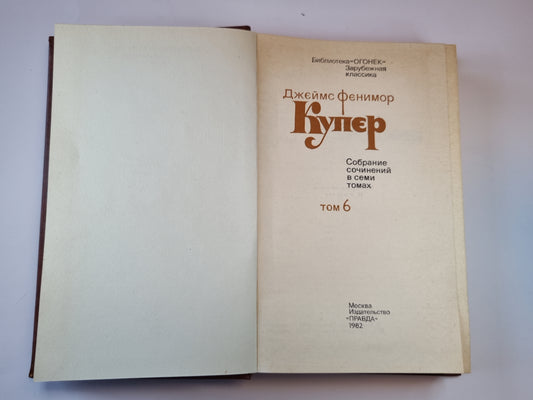 Библиотека «ОГОНЕК»
Зарубежная
классика
Джеймс Фенимор
Купер
Собрание
сочинений
в семи
томах
том 6
Москва
Издательство
«ПРАВДА»
1982